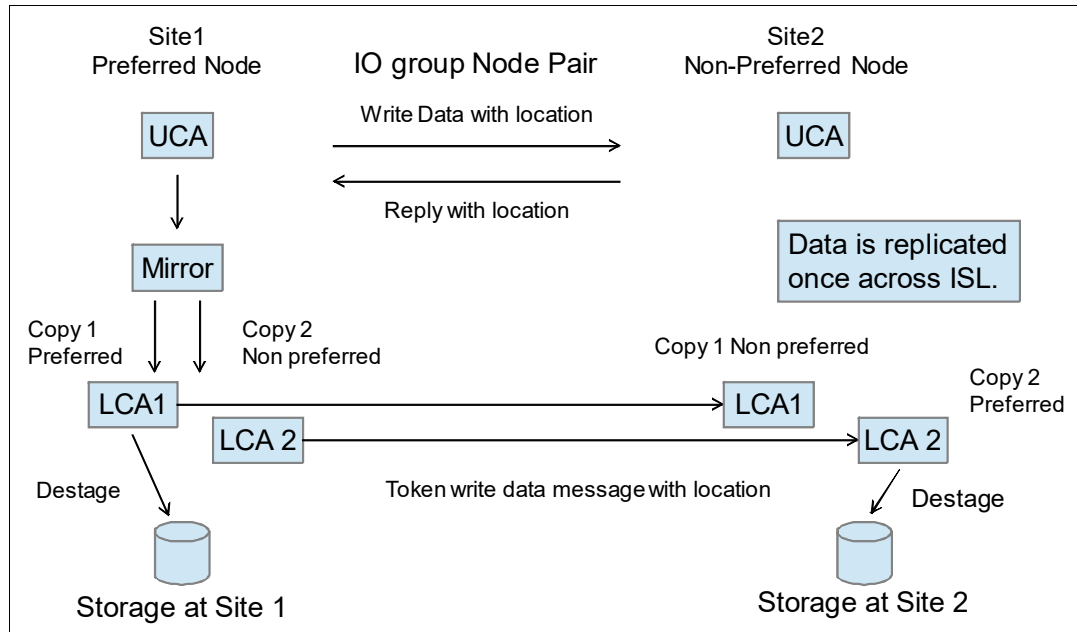 Site1
Preferred Node
IO group Node Pair
Site2
Non-Preferred Node
Write Data with location
UCA
UCA
Reply with location
Mirror
Data is replicated
once across ISL.
Copy 1
Preferred
Copy 2
Non preferred
Copy 1 Non preferred
Copy 2
Preferred
LCA1
LCA1
LCA 2
LCA 2
Destage
Token write data message with location
Destage
Storage at Site 1
Storage at Site 2